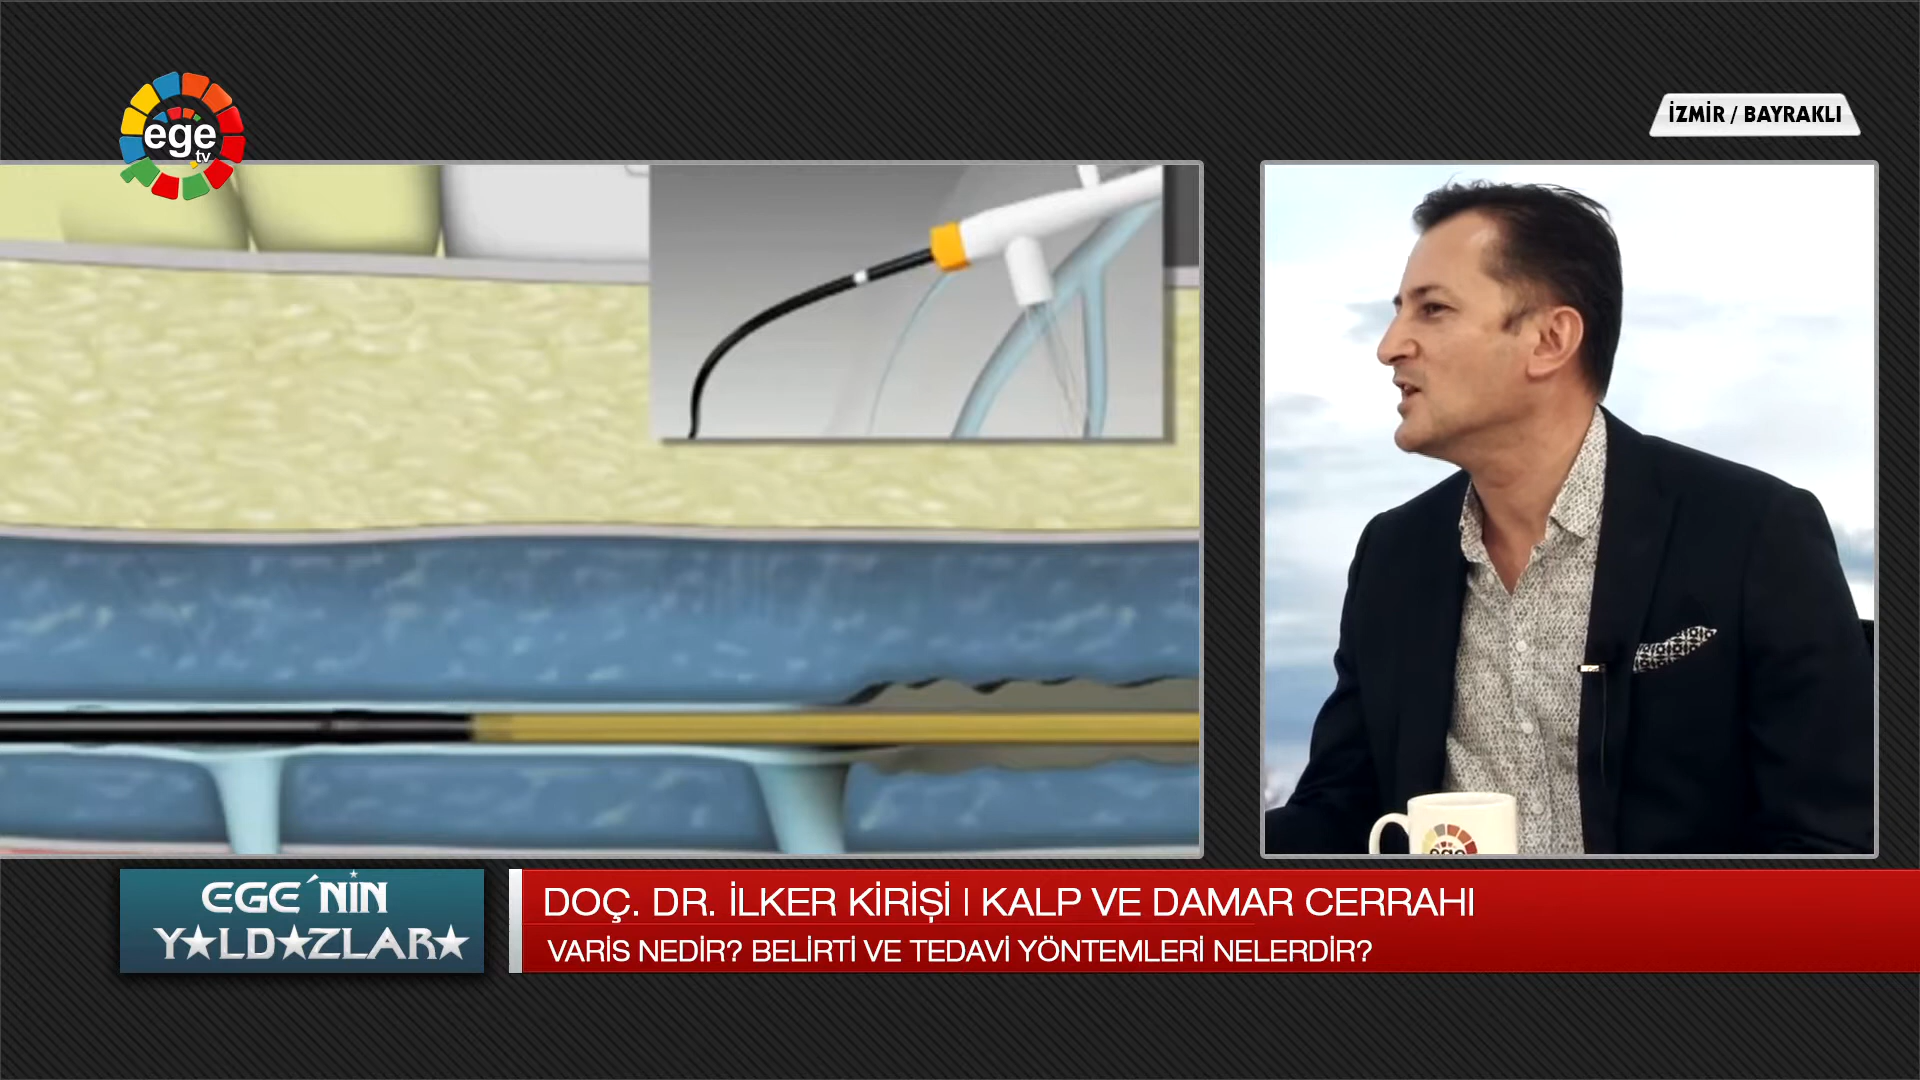 ege
tv
İZMİR / BAYRAKLI
ege
EGE´NİN
YILDIZLARI
DOÇ. DR. İLKER KİRİŞİ | KALP VE DAMAR CERRAHI
VARİS NEDİR? BELİRTİ VE TEDAVİ YÖNTEMLERİ NELERDİR?